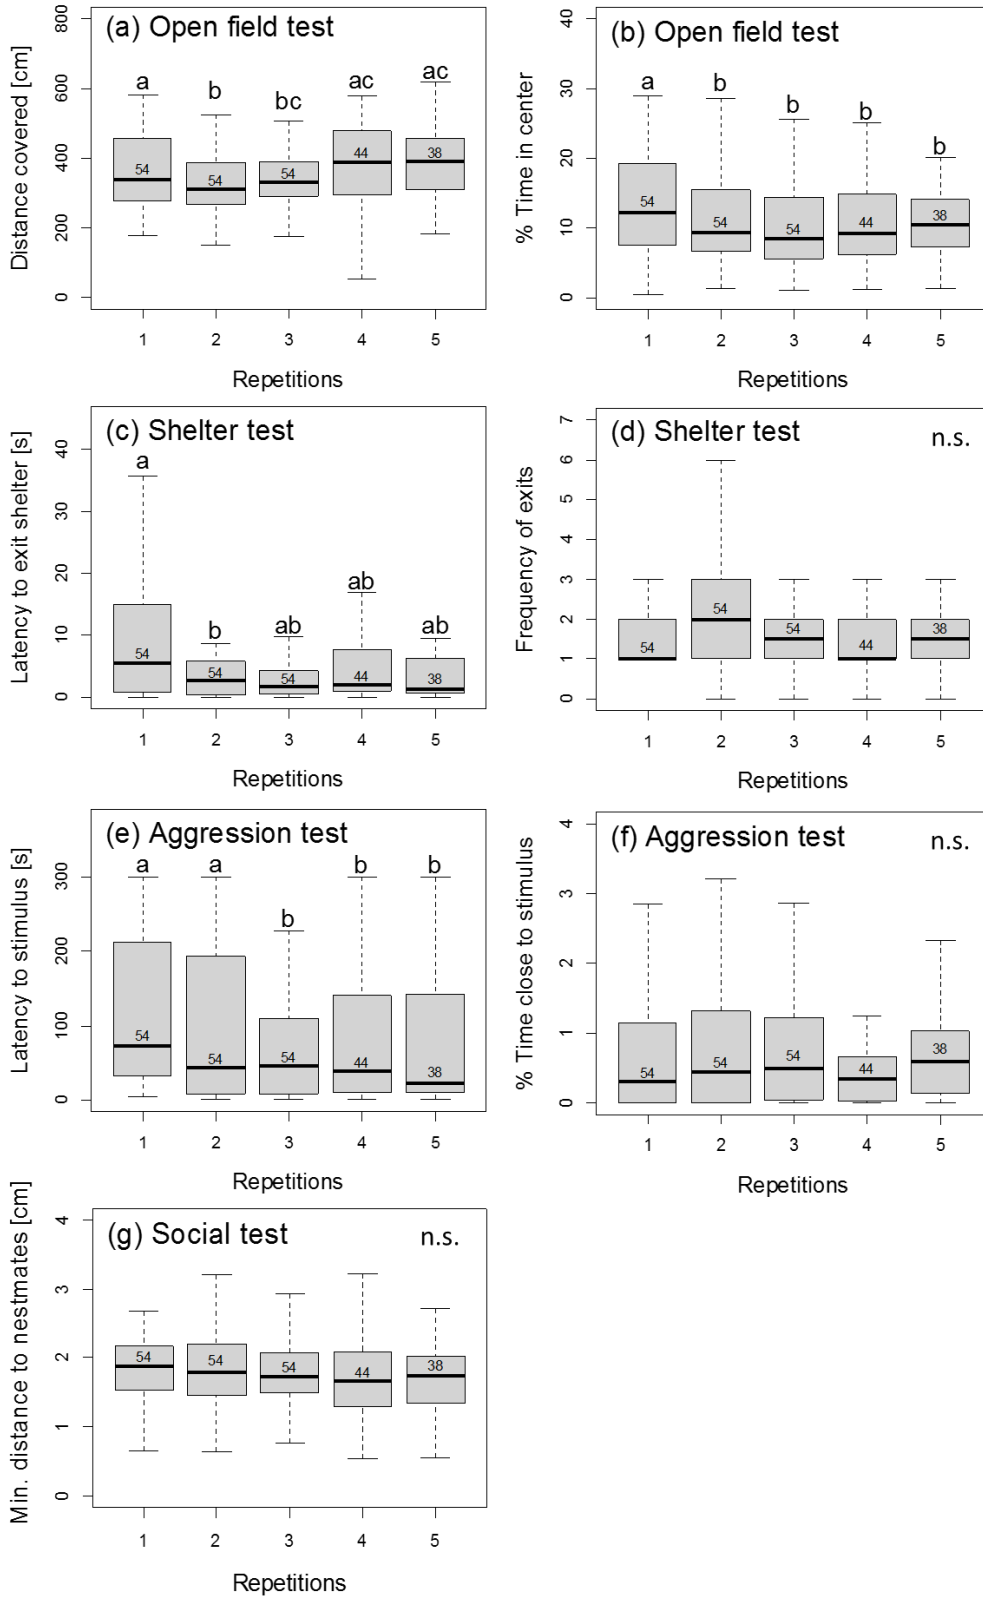 (a) Open field test
Distance covered [cm]
800
600
400
200
0
a b bc ac ac
54 54 54 44 38
1 2 3 4 5
Repetitions
(b) Open field test
% Time in center
40
30
20
10
0
a b b b b
54 54 54 44 38
1 2 3 4 5
Repetitions
(c) Shelter test
Latency to exit shelter [s]
40
30
20
10
0
a b ab ab ab
54 54 54 44 38
1 2 3 4 5
Repetitions
(d) Shelter test
n.s.
Frequency of exits
7
6
5
4
3
2
1
0
54 54 54 44 38
1 2 3 4 5
Repetitions
(e) Aggression test
Latency to stimulus [s]
300
200
100
0
a a b b b
54 54 54 44 38
1 2 3 4 5
Repetitions
(f) Aggression test
n.s.
% Time close to stimulus
4
3
2
1
0
54 54 54 44 38
1 2 3 4 5
Repetitions
(g) Social test
n.s.
Min. distance to nestmates [cm]
4
3
2
1
0
54 54 54 44 38
1 2 3 4 5
Repetitions